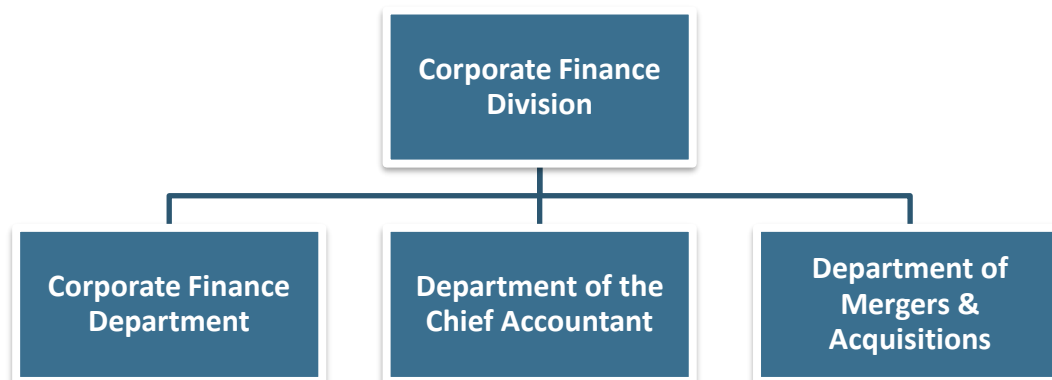 Corporate Finance
Division
Corporate Finance
Department
Department of the
Chief Accountant
Department of
Mergers &
Acquisitions